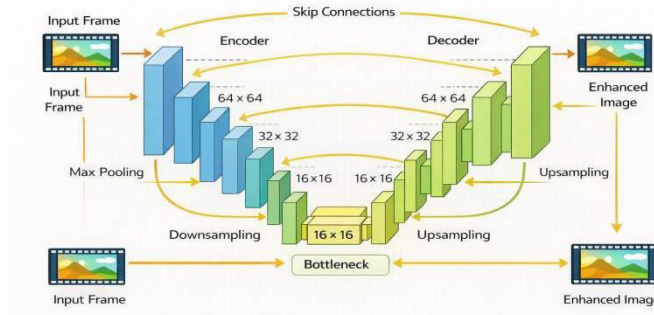 Skip Connections
Input Frame
Encoder
Decoder
Input
Frame
Enhanced
Image
64 × 64
64 × 64
32 × 32
32 × 32
Max Pooling
16×16
16×16
Upsampling
Downsampling
16 × 16
Upsampling
Bottleneck
Input Frame
Enhanced Image